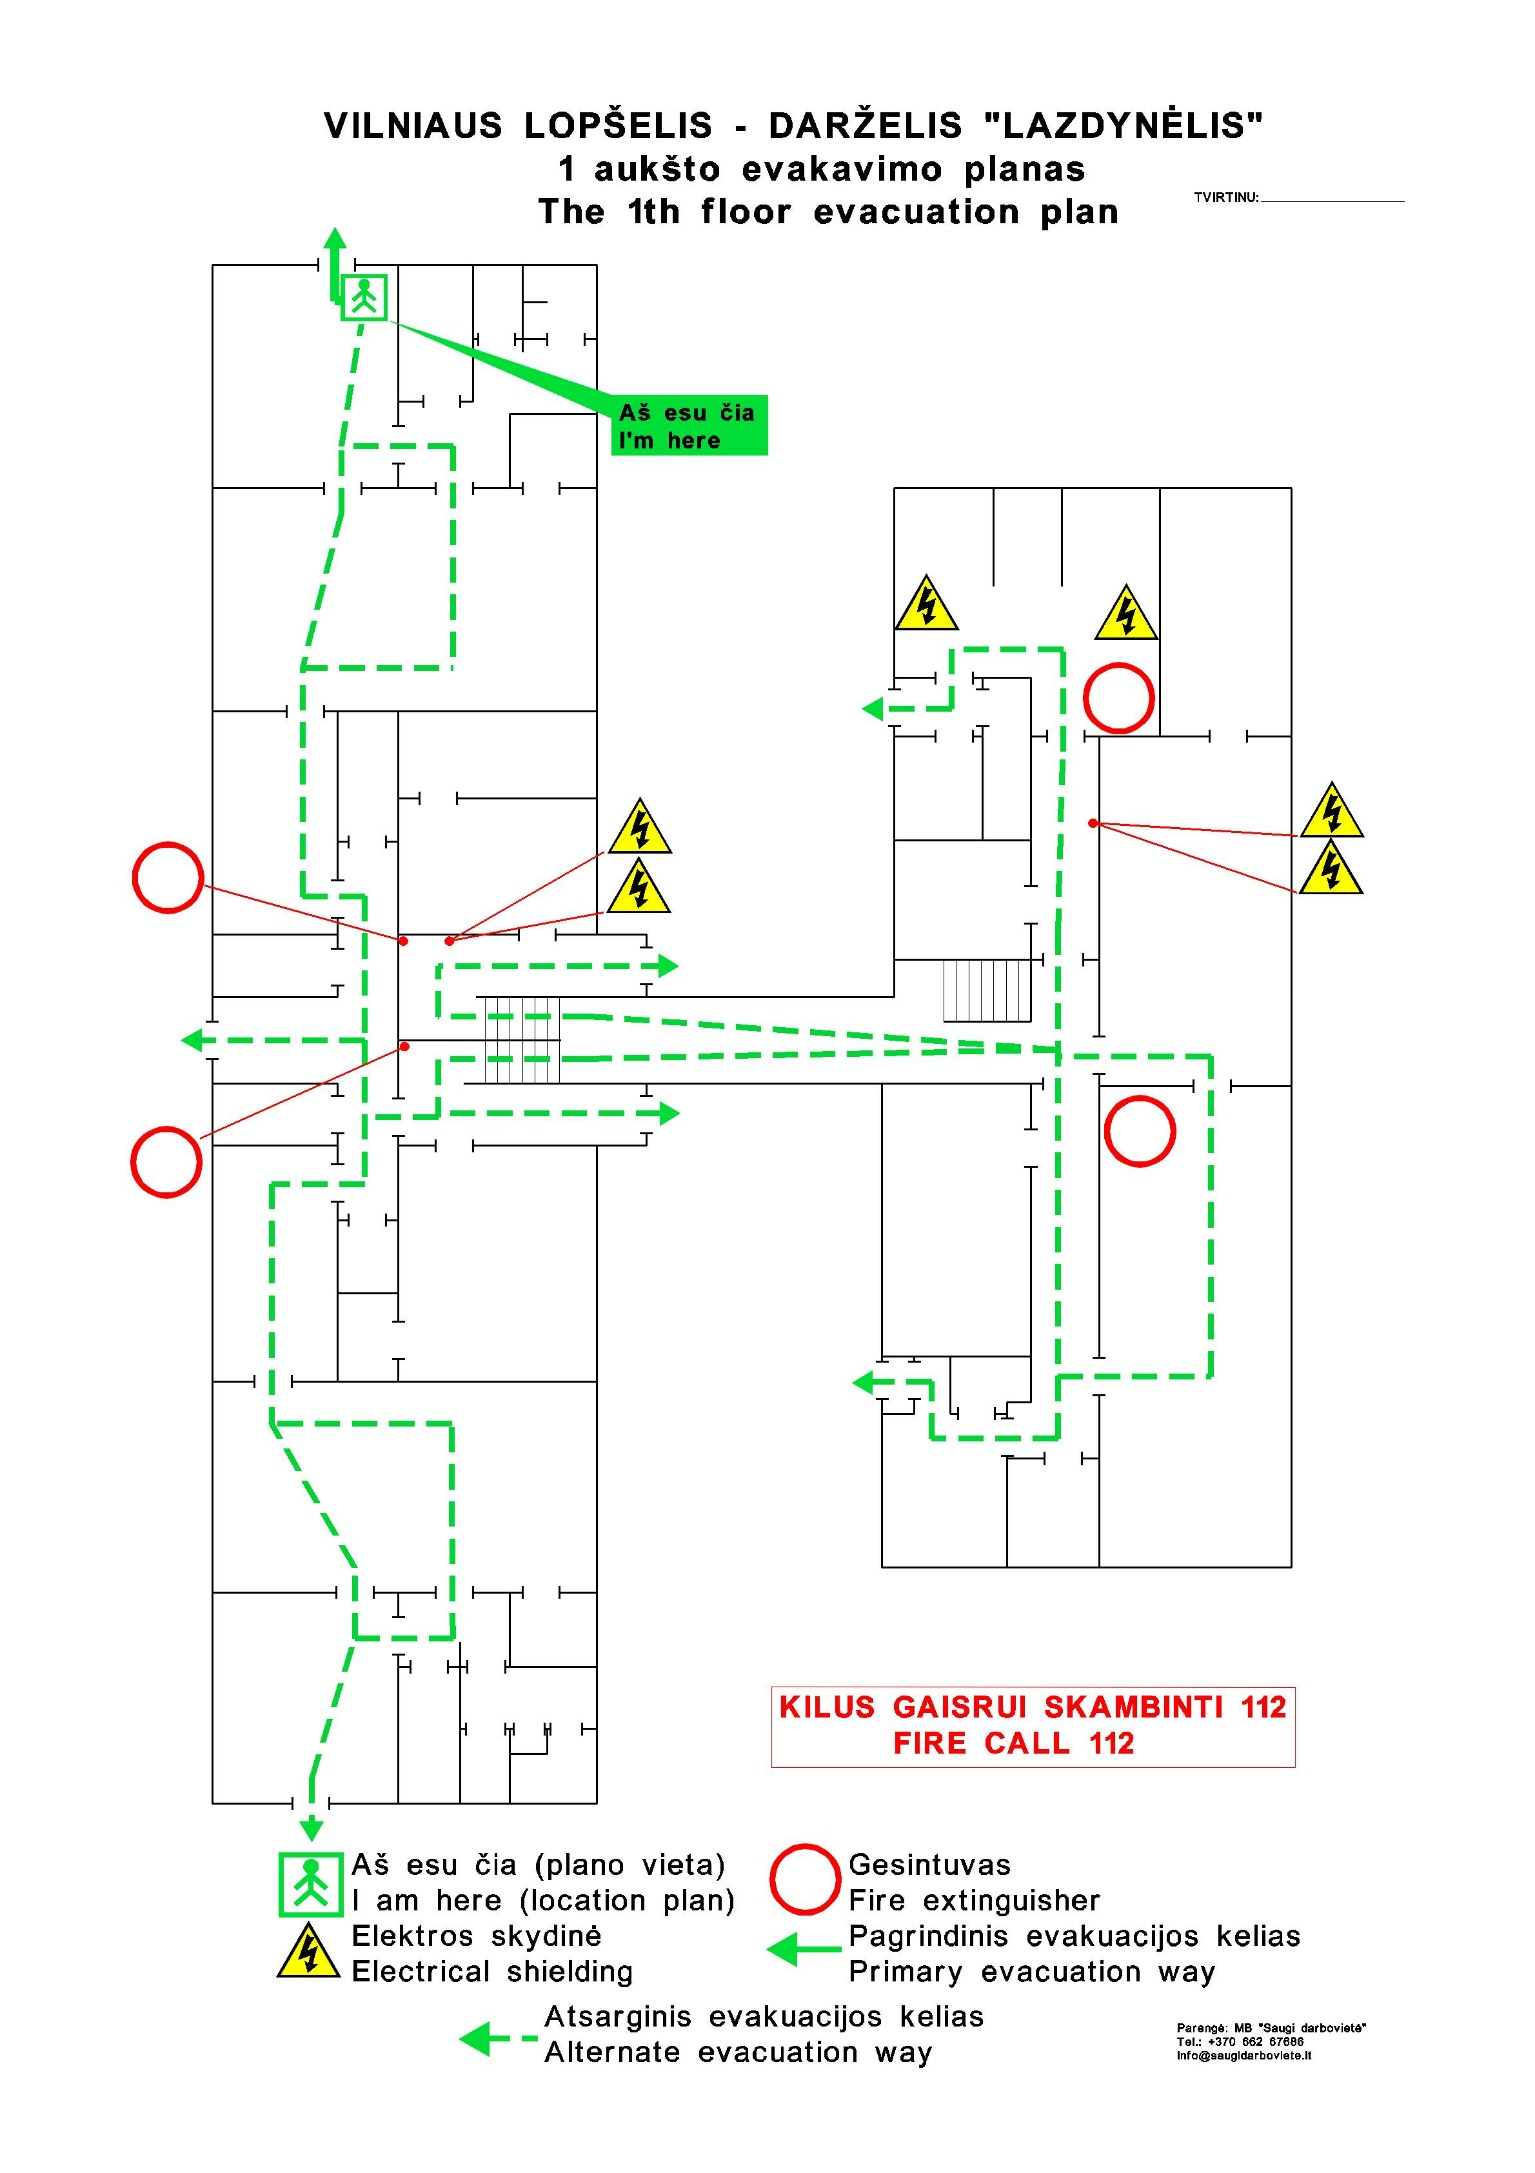 VILNIAUS LOPŠELIS - DARŽELIS "LAZDYNĖLIS"
1 aukšto evakavimo planas
The 1th floor evacuation plan
TVIRTINU:
Aš esu čia
I'm here
KILUS GAISRUI SKAMBINTI 112
FIRE CALL 112
Aš esu čia (plano vieta)
I am here (location plan)
Elektros skydinė
Electrical shielding
Gesintuvas
Fire extinguisher
Pagrindinis evakuacijos kelias
Primary evacuation way
Atsarginis evakuacijos kelias
Alternate evacuation way
Parengė: MB "Saugi darbovietė"
Tel.: +370 662 67686
info@saugidarboviete.lt